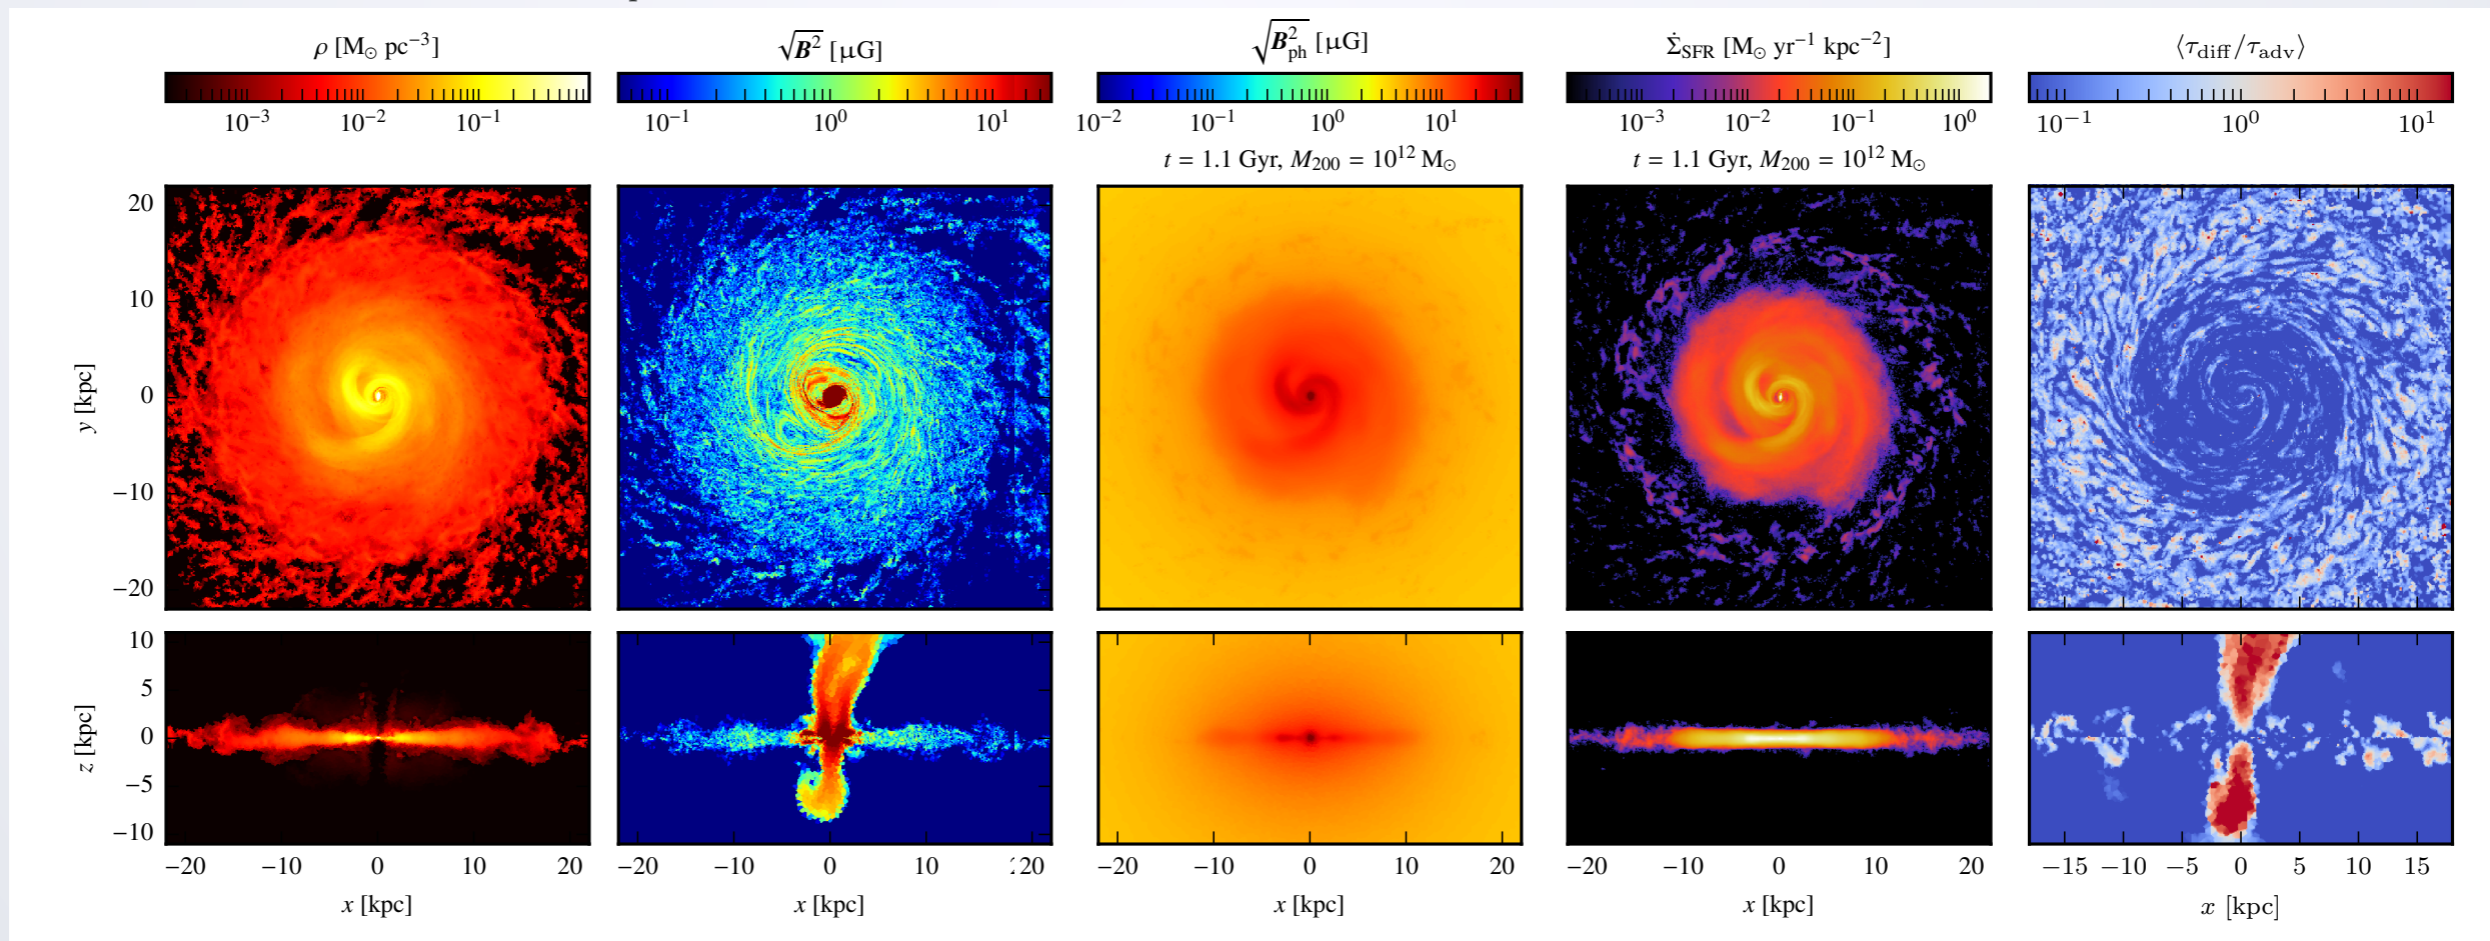 ρ [M⊙ pc⁻³]
√B² [μG]
√B²ph [μG]
Σ̇SFR [M⊙ yr⁻¹ kpc⁻²]
⟨τdiff/τadv⟩
10⁻³ 10⁻² 10⁻¹
10⁻¹ 10⁰ 10¹
10⁻² 10⁻¹ 10⁰ 10¹
10⁻³ 10⁻² 10⁻¹ 10⁰
10⁻¹ 10⁰ 10¹
t = 1.1 Gyr, M₂₀₀ = 10¹² M⊙
t = 1.1 Gyr, M₂₀₀ = 10¹² M⊙
20
10
0
−10
−20
y [kpc]
10
5
0
−5
−10
z [kpc]
−20 −10 0 10 20
−20 −10 0 10 20
−20 −10 0 10 20
−20 −10 0 10 20
−15 −10 −5 0 5 10 15
x [kpc]
x [kpc]
x [kpc]
x [kpc]
x [kpc]